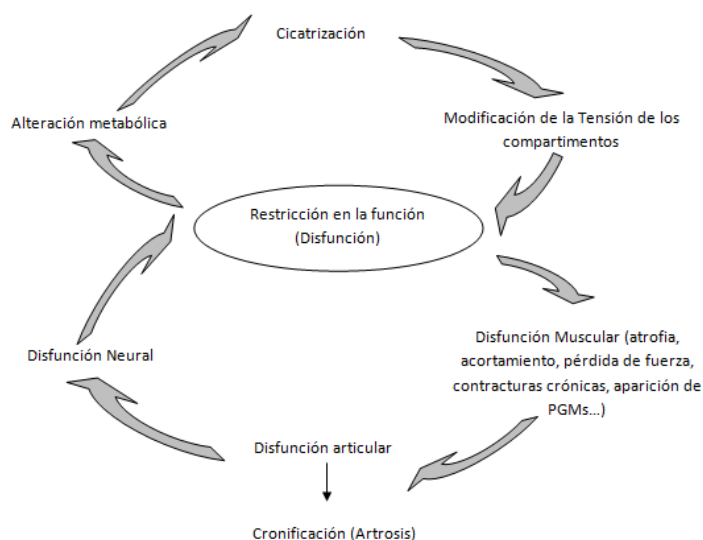 Cicatrización
Alteración metabólica
Modificación de la Tensión de los
compartimentos
Restricción en la función
(Disfunción)
Disfunción Neural
Disfunción Muscular (atrofia,
acortamiento, pérdida de fuerza,
contracturas crónicas, aparición de
PGMs...)
Disfunción articular
Cronificación (Artrosis)